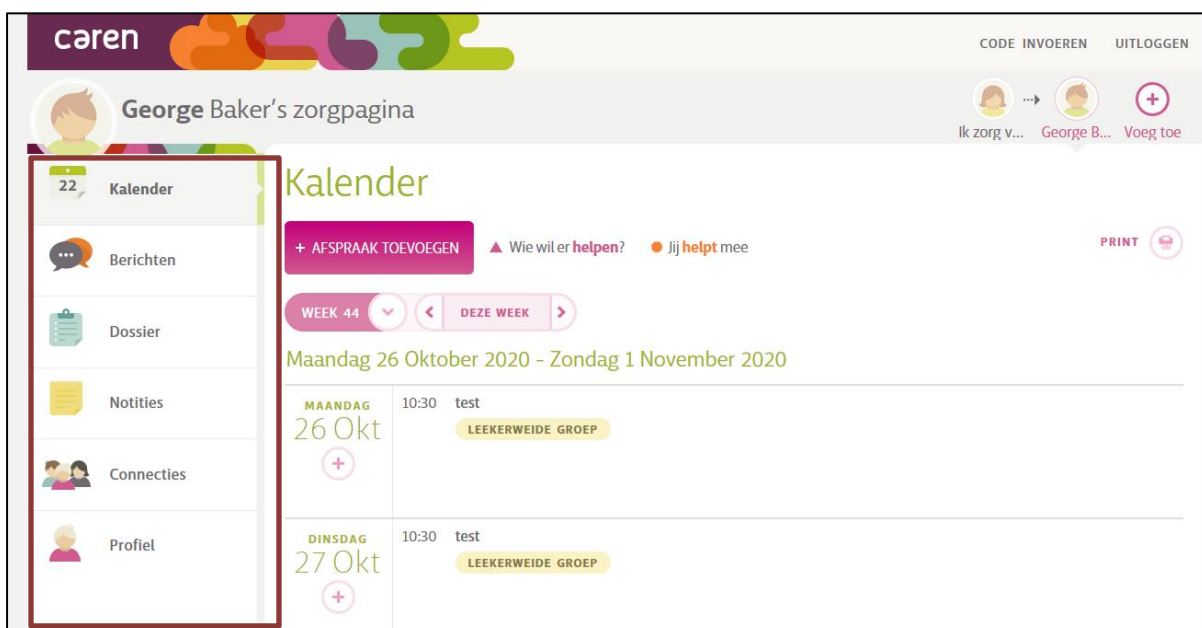 caren
CODE INVOEREN UITLOGGEN
George Baker's zorgpagina
Ik zorg v... George B... Voeg toe
22 Kalender
Berichten
Dossier
Notities
Connecties
Profiel
Kalender
+ AFSPRAAK TOEVOEGEN Wie wil er helpen? Jij helpt mee PRINT
WEEK 44 DEZE WEEK
Maandag 26 Oktober 2020 - Zondag 1 November 2020
MAANDAG
26 Okt
+
10:30 test
LEEKERWEIDE GROEP
DINSDAG
27 Okt
+
10:30 test
LEEKERWEIDE GROEP